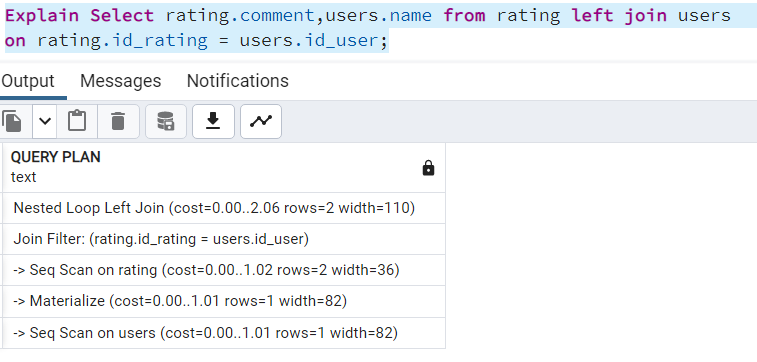 Explain Select rating.comment,users.name from rating left join users
on rating.id_rating = users.id_user;
Output Messages Notifications
QUERY PLAN
text
Nested Loop Left Join (cost=0.00..2.06 rows=2 width=110)
Join Filter: (rating.id_rating = users.id_user)
-> Seq Scan on rating (cost=0.00..1.02 rows=2 width=36)
-> Materialize (cost=0.00..1.01 rows=1 width=82)
-> Seq Scan on users (cost=0.00..1.01 rows=1 width=82)